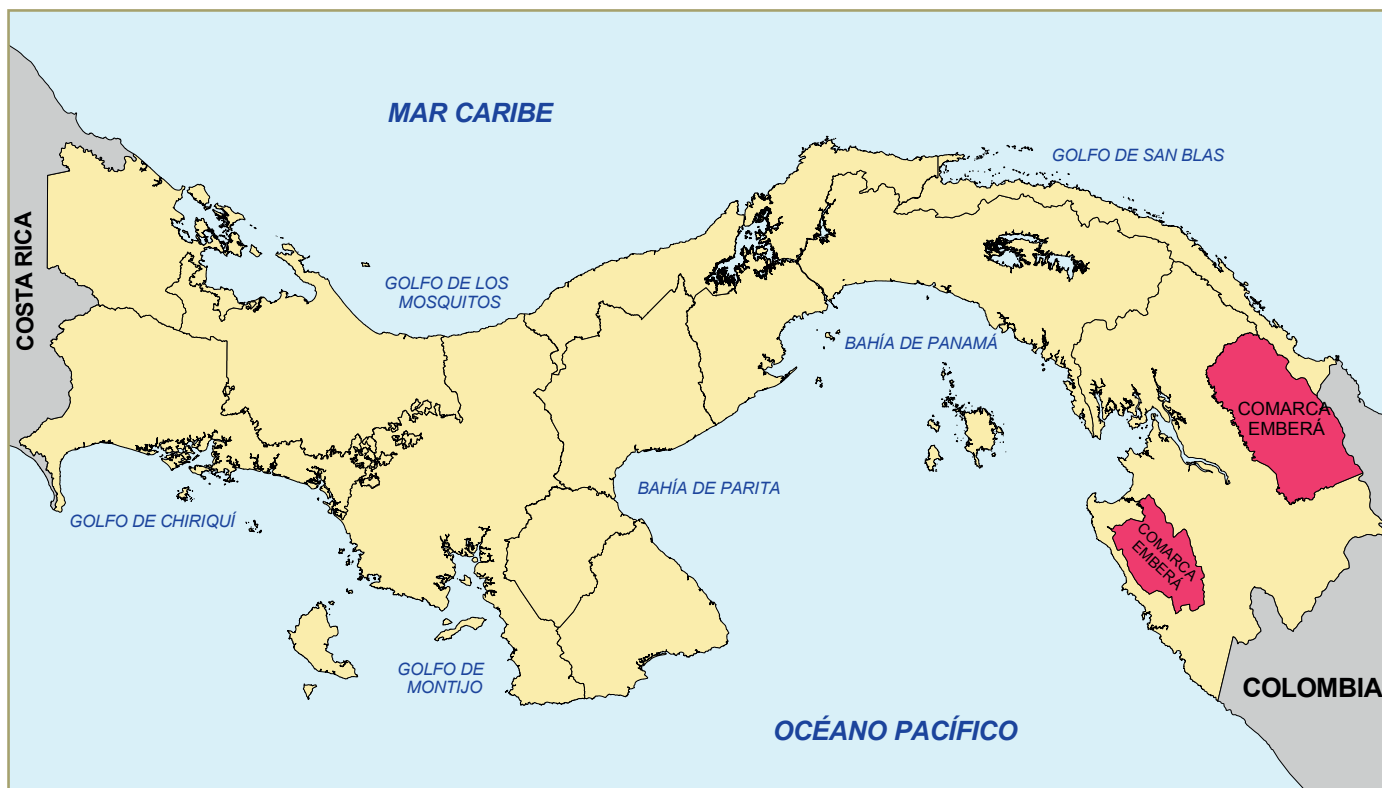 MAR CARIBE
GOLFO DE SAN BLAS
COSTA RICA
GOLFO DE LOS
MOSQUITOS
BAHÍA DE PANAMÁ
COMARCA
EMBERÁ
BAHÍA DE PARITA
GOLFO DE CHIRIQUÍ
COMARCA
EMBERÁ
GOLFO DE
MONTIJO
COLOMBIA
OCÉANO PACÍFICO